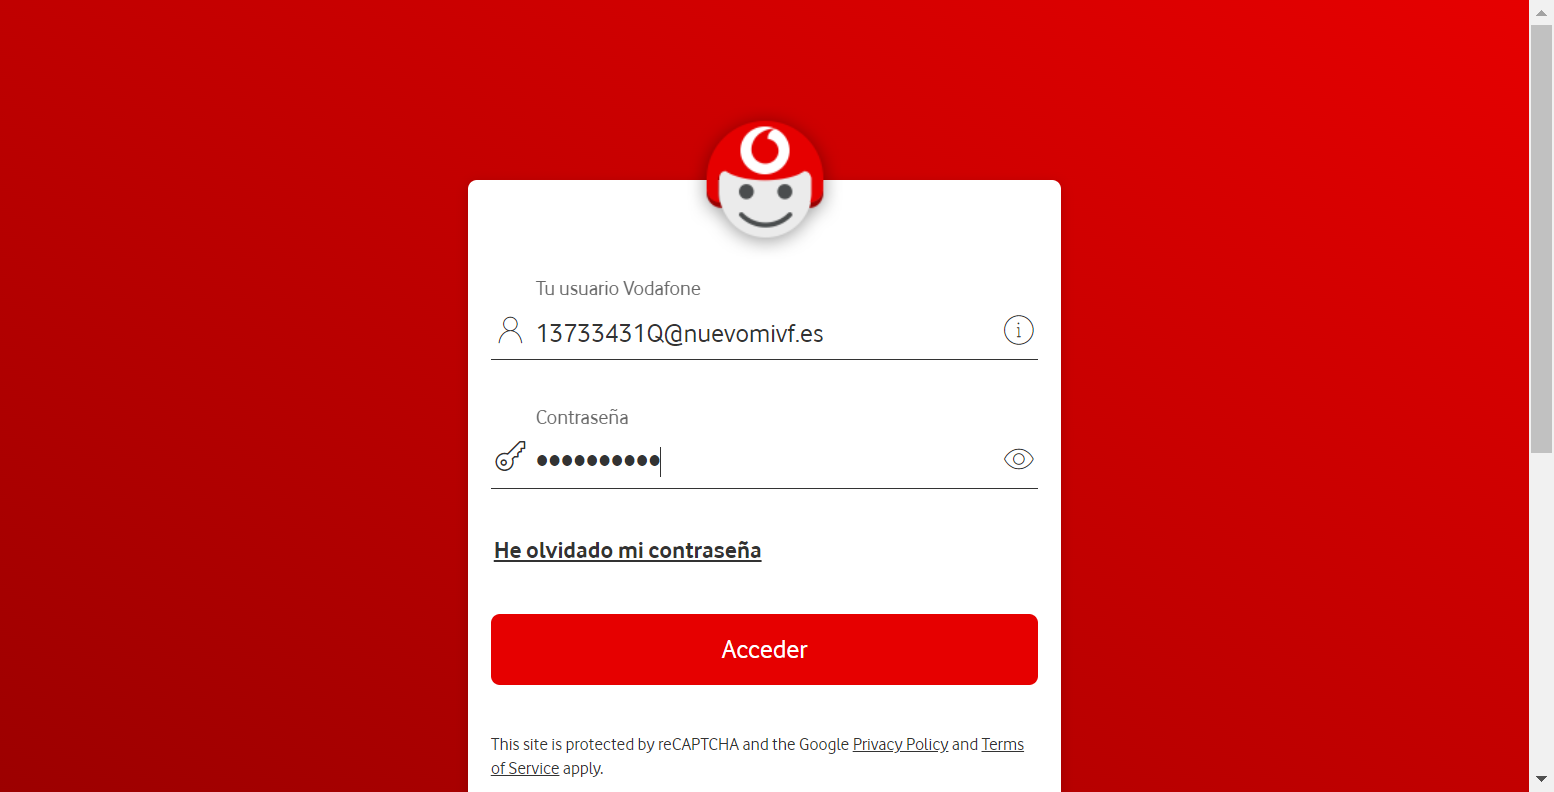 Tu usuario Vodafone
13733431Q@nuevomivf.es
Contraseña
He olvidado mi contraseña
Acceder
This site is protected by reCAPTCHA and the Google Privacy Policy and Terms
of Service apply.